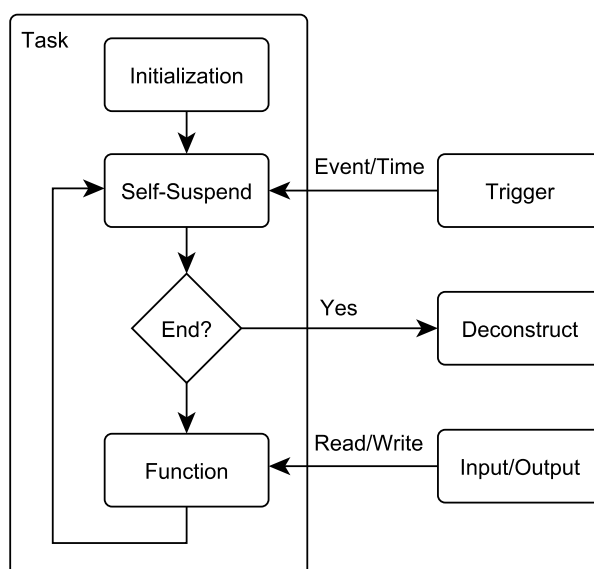 Task
Initialization
Event/Time
Self-Suspend
Trigger
Yes
End?
Deconstruct
Read/Write
Function
Input/Output